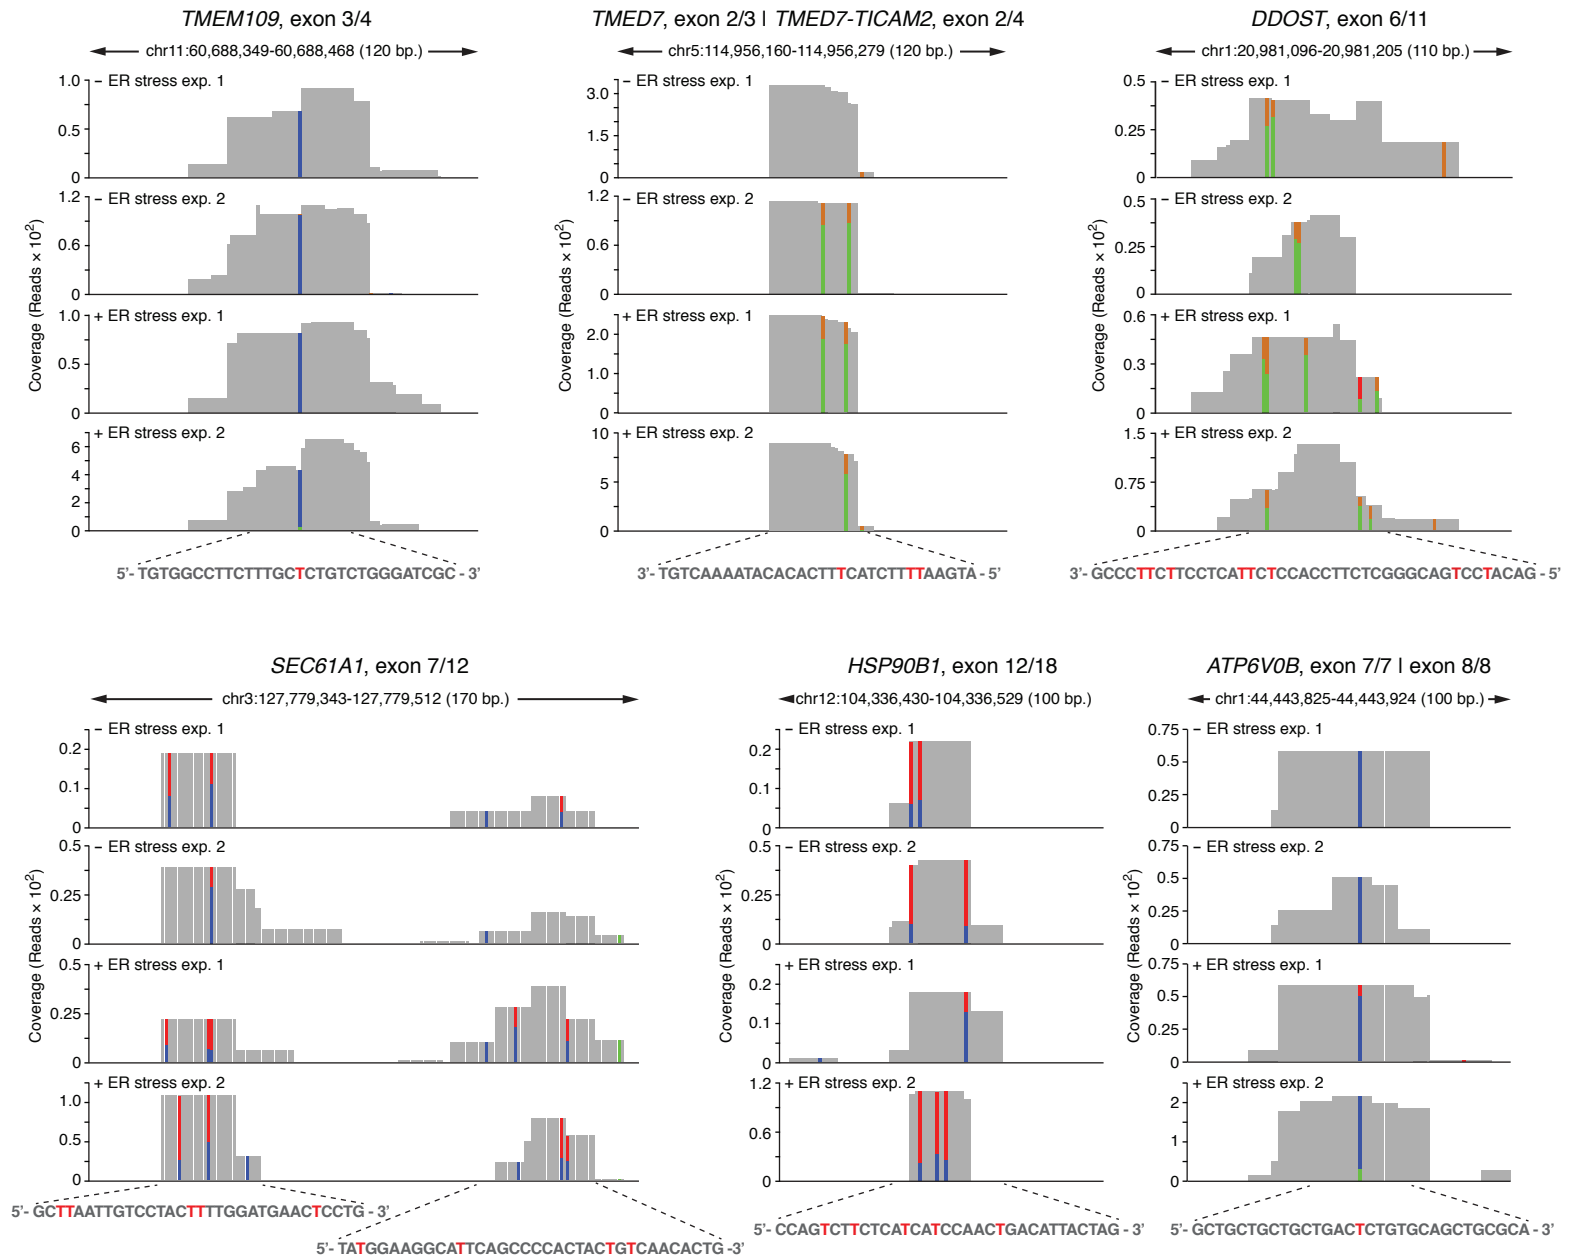 TMEM109, exon 3/4
chr11:60,688,349-60,688,468 (120 bp.)
Coverage (Reads × 10²)
– ER stress exp. 1
1.0
0.5
0
– ER stress exp. 2
1.2
0.6
0
+ ER stress exp. 1
1.0
0.5
0
+ ER stress exp. 2
6
4
2
0
5’- TGTGGCCTTCTTTGCTCTGTCTGGGATCGC - 3’
TMED7, exon 2/3 | TMED7-TICAM2, exon 2/4
chr5:114,956,160-114,956,279 (120 bp.)
Coverage (Reads × 10²)
– ER stress exp. 1
3.0
1.5
0
– ER stress exp. 2
1.2
0.6
0
+ ER stress exp. 1
2.0
1.0
0
+ ER stress exp. 2
10
5
0
3’- TGTCAAAATACACACTTTCATCTTTTAAGTA - 5’
DDOST, exon 6/11
chr1:20,981,096-20,981,205 (110 bp.)
Coverage (Reads × 10²)
– ER stress exp. 1
0.5
0.25
0
– ER stress exp. 2
0.5
0.25
0
+ ER stress exp. 1
0.6
0.3
0
+ ER stress exp. 2
1.5
0.75
0
3’- GCCCTTCTTCCTCATTCTCCACCTTCTCGGGCAGTCCTACAG - 5’
SEC61A1, exon 7/12
chr3:127,779,343-127,779,512 (170 bp.)
Coverage (Reads × 10²)
– ER stress exp. 1
0.2
0.1
0
– ER stress exp. 2
0.5
0.25
0
+ ER stress exp. 1
0.5
0.25
0
+ ER stress exp. 2
1.0
0.5
0
5’- GCTTAATTGTCCTACTTTTGGATGAACTCCTG - 3’
5’- TATGGAAGGCATTCAGCCCCACTACTGTCAACACTG -3’
HSP90B1, exon 12/18
chr12:104,336,430-104,336,529 (100 bp.)
Coverage (Reads × 10²)
– ER stress exp. 1
0.2
0.1
0
– ER stress exp. 2
0.5
0.25
0
+ ER stress exp. 1
0.2
0.1
0
+ ER stress exp. 2
1.2
0.6
0
5’- CCAGTCTTCTCATCATCCAACTGACATTACTAG - 3’
ATP6V0B, exon 7/7 | exon 8/8
chr1:44,443,825-44,443,924 (100 bp.)
Coverage (Reads × 10²)
– ER stress exp. 1
0.75
0.5
0.25
0
– ER stress exp. 2
0.75
0.5
0.25
0
+ ER stress exp. 1
0.75
0.5
0.25
0
+ ER stress exp. 2
2
1
0
5’- GCTGCTGCTGCTGACTCTGTGCAGCTGCGCA - 3’